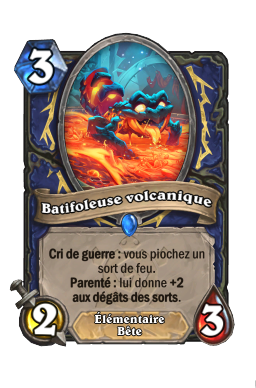 3
Batifoleuse volcanique
Cri de guerre : vous piochez un
sort de feu.
Parenté : lui donne +2
aux dégâts des sorts.
2
Élémentaire
Bête
3